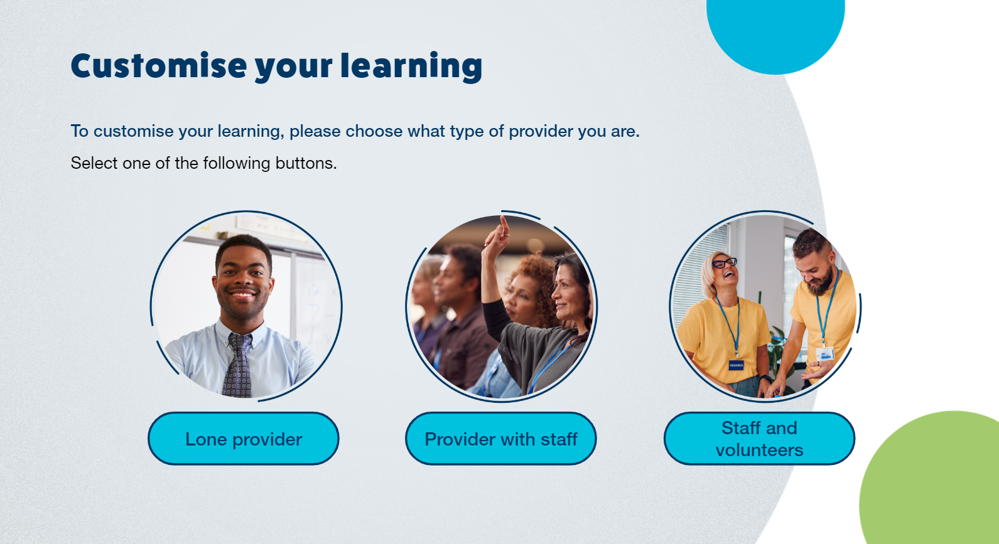 Customise your learning
To customise your learning, please choose what type of provider you are.
Select one of the following buttons.
Lone provider
Provider with staff
Staff and
volunteers
VOLUNTEER